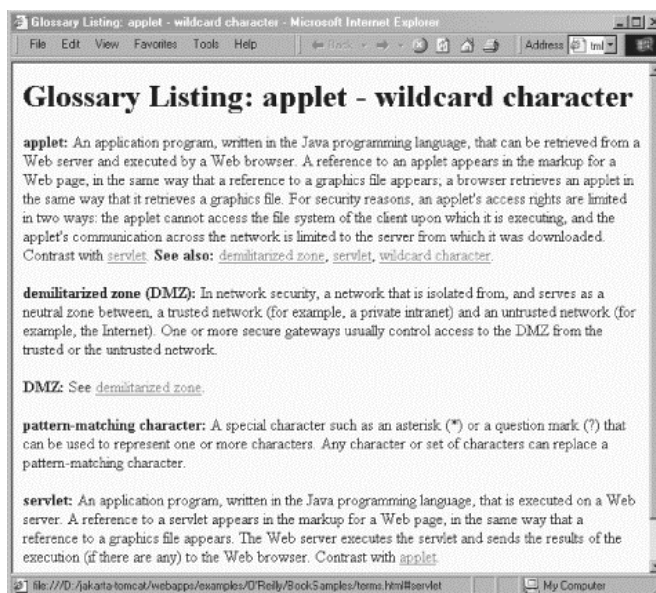 Glossary Listing: applet - wildcard character - Microsoft Internet Explorer
File Edit View Favorites Tools Help Back Address tml
Glossary Listing: applet - wildcard character
applet: An application program, written in the Java programming language, that can be retrieved from a
Web server and executed by a Web browser. A reference to an applet appears in the markup for a
Web page, in the same way that a reference to a graphics file appears; a browser retrieves an applet in
the same way that it retrieves a graphics file. For security reasons, an applet's access rights are limited
in two ways: the applet cannot access the file system of the client upon which it is executing, and the
applet's communication across the network is limited to the server from which it was downloaded.
Contrast with servlet. See also: demilitarized zone, servlet, wildcard character.
demilitarized zone (DMZ): In network security, a network that is isolated from, and serves as a
neutral zone between, a trusted network (for example, a private intranet) and an untrusted network (for
example, the Internet). One or more secure gateways usually control access to the DMZ from the
trusted or the untrusted network.
DMZ: See demilitarized zone.
pattern-matching character: A special character such as an asterisk (*) or a question mark (?) that
can be used to represent one or more characters. Any character or set of characters can replace a
pattern-matching character.
servlet: An application program, written in the Java programming language, that is executed on a Web
server. A reference to a servlet appears in the markup for a Web page, in the same way that a
reference to a graphics file appears. The Web server executes the servlet and sends the results of the
execution (if there are any) to the Web browser. Contrast with applet.
file:///D:/jakarta-tomcat/webapps/examples/O'Reilly/BookSamples/terms.html#servlet My Computer